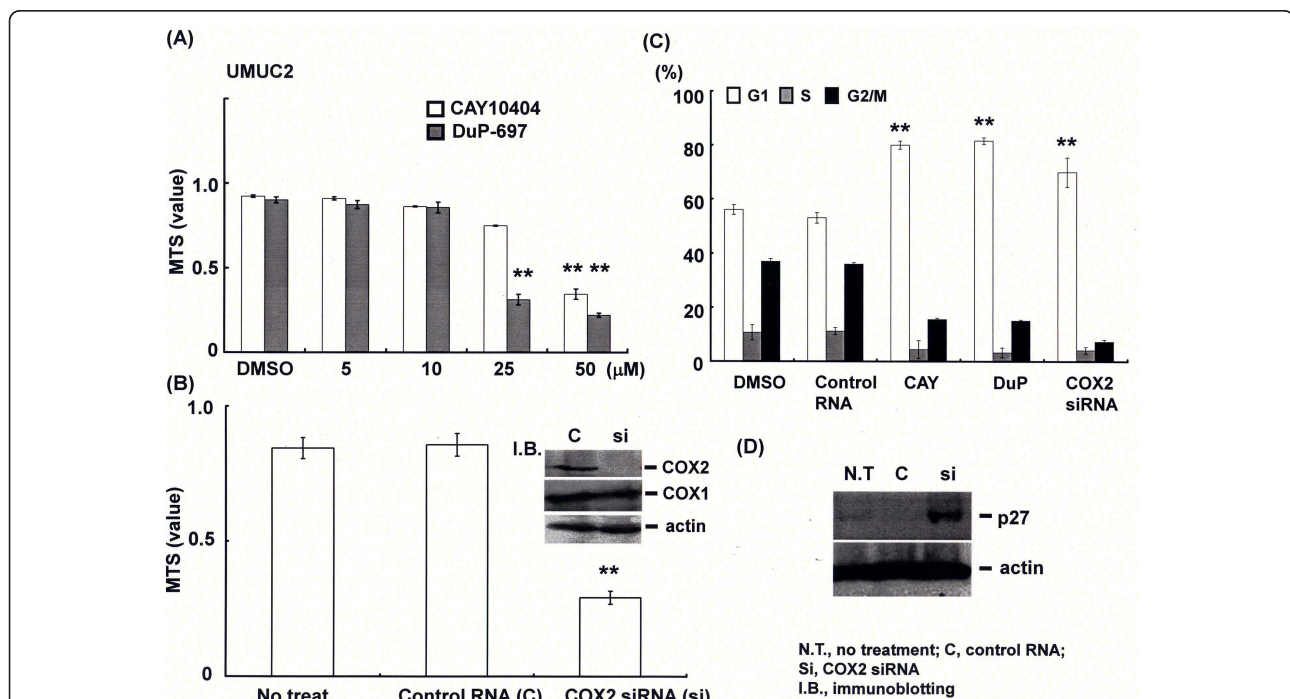 (A)
UMUC2
CAY10404
DuP-697
MTS (value)
1.0
0.5
0
DMSO 5 10 25 50 (μM)
**
** **
(B)
1.0
MTS (value)
0.5
0
I.B.
C si
COX2
COX1
actin
**
No treat Control RNA (C) COX2 siRNA (si)
(C)
(%)
G1 S G2/M
100
80
60
40
20
0
** ** **
DMSO Control RNA CAY DuP COX2 siRNA
(D)
N.T C si
p27
actin
N.T., no treatment; C, control RNA;
Si, COX2 siRNA
I.B., immunoblotting